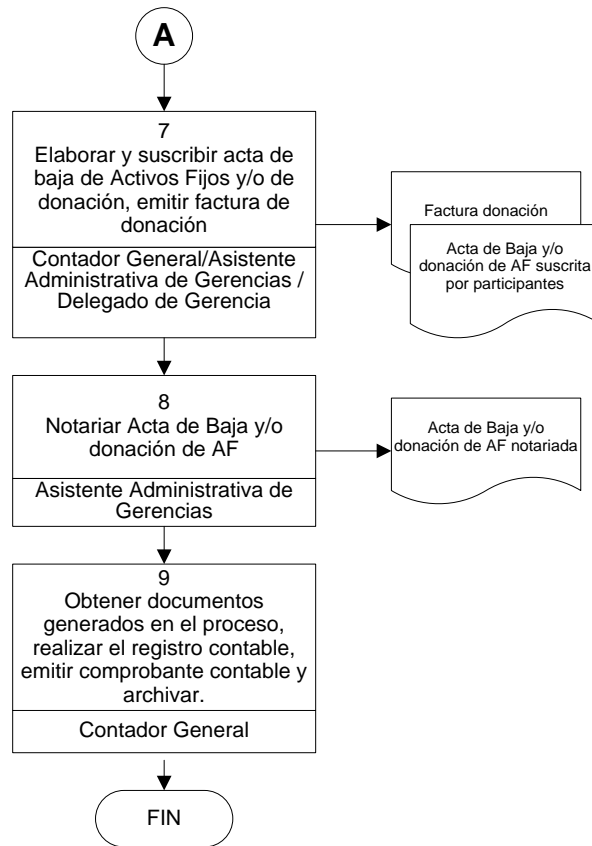 A
7
Elaborar y suscribir acta de
baja de Activos Fijos y/o de
donación, emitir factura de
donación
Contador General/Asistente
Administrativa de Gerencias /
Delegado de Gerencia
Factura donación
Acta de Baja y/o
donación de AF suscrita
por participantes
8
Notariar Acta de Baja y/o
donación de AF
Asistente Administrativa de
Gerencias
Acta de Baja y/o
donación de AF notariada
9
Obtener documentos
generados en el proceso,
realizar el registro contable,
emitir comprobante contable y
archivar.
Contador General
FIN